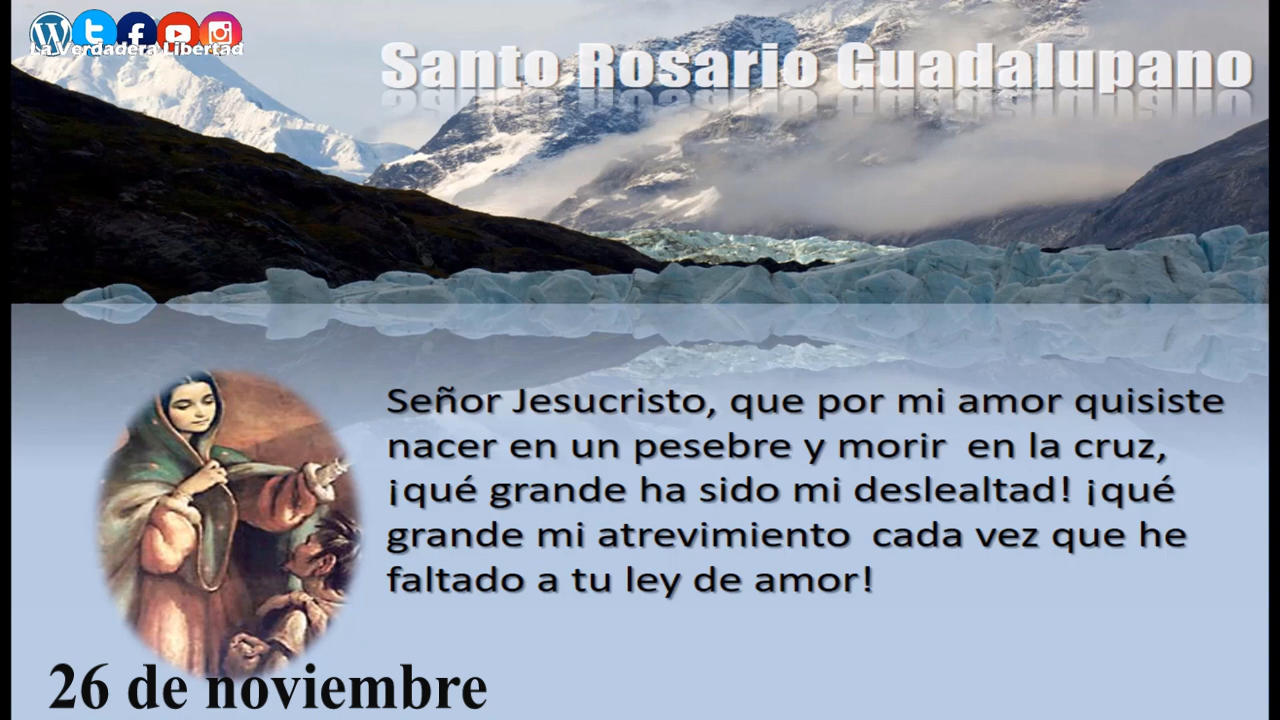 La Verdadera Libertad
Santo Rosario Guadalupano
Señor Jesucristo, que por mi amor quisiste
nacer en un pesebre y morir en la cruz,
¡qué grande ha sido mi deslealtad! ¡qué
grande mi atrevimiento cada vez que he
faltado a tu ley de amor!
26 de noviembre